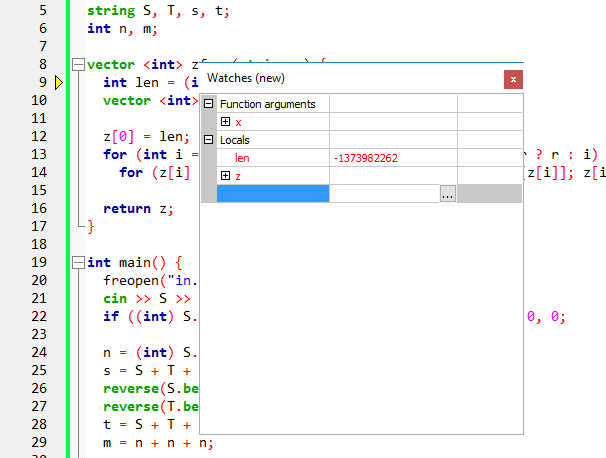 5 string S, T, s, t;
6 int n, m;
7
8 vector <int>
9 int len = (i
10 vector <int>
11
12 z[0] = len;
13 for (int i = ? r : i)
14 for (z[i] [z[i]]; z[i
15
16 return z;
17 }
18
19 int main() {
20 freopen("in.
21 cin >> S >>
22 if ((int) S. 0, 0;
23
24 n = (int) S.
25 s = S + T +
26 reverse(S.be
27 reverse(T.be
28 t = S + T +
29 m = n + n + n;
Watches (new)
x
Function arguments
x
Locals
len -1373982262
z
...